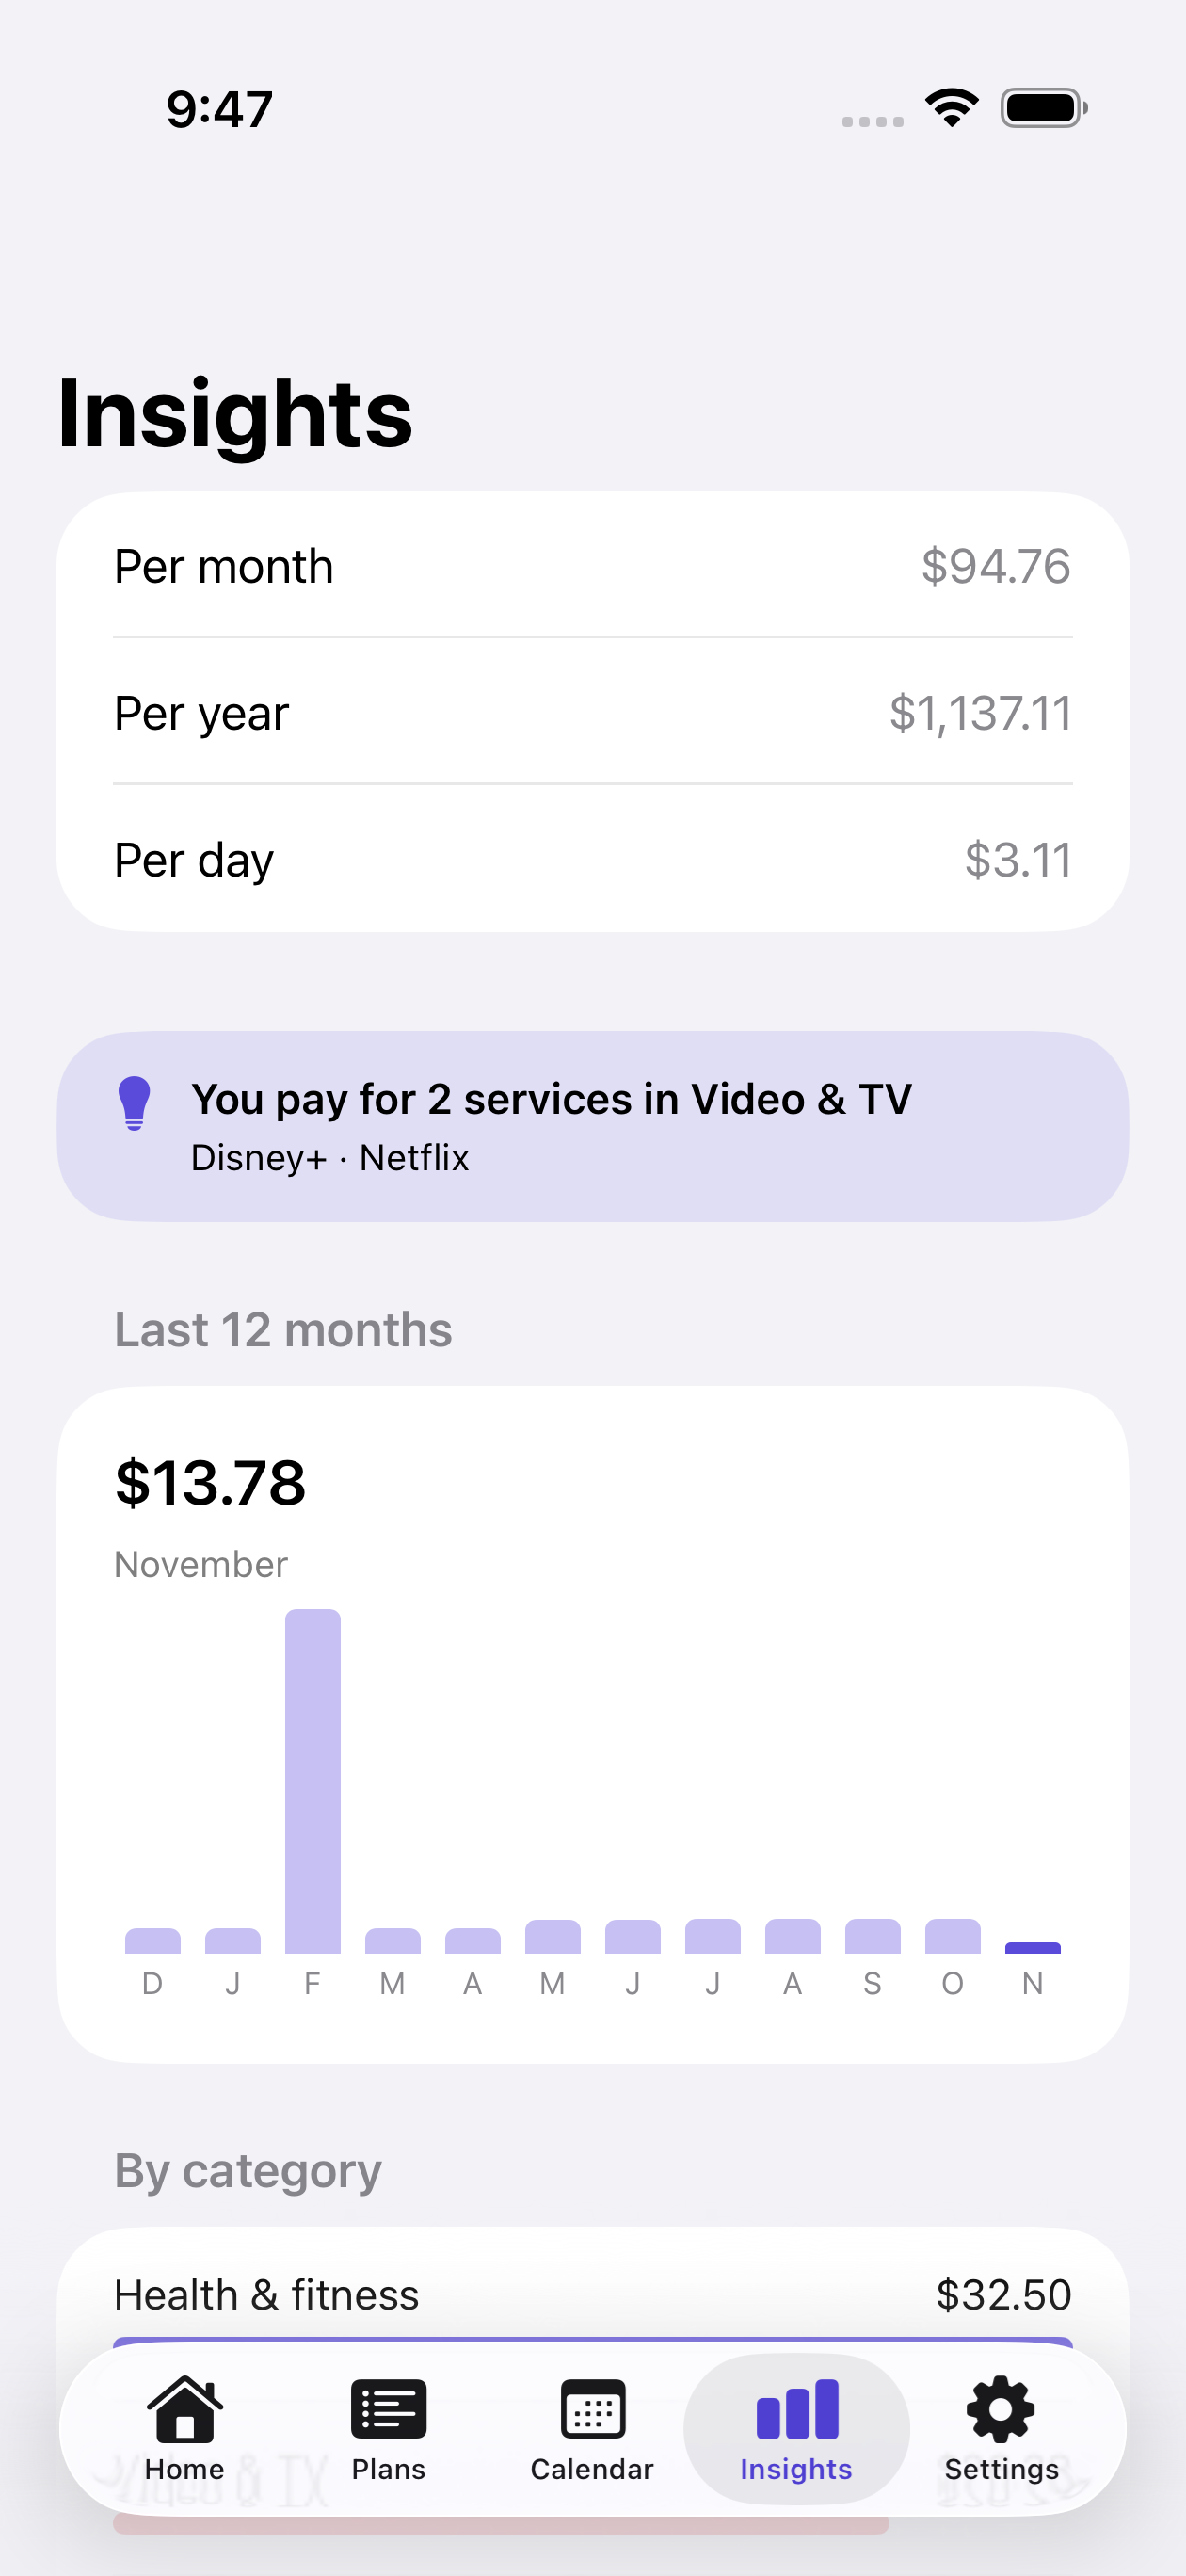 9:47
Insights
Per month $94.76
Per year $1,137.11
Per day $3.11
You pay for 2 services in Video & TV
Disney+ · Netflix
Last 12 months
$13.78
November
D J F M A M J J A S O N
By category
Health & fitness $32.50
Home Plans Calendar Insights Settings